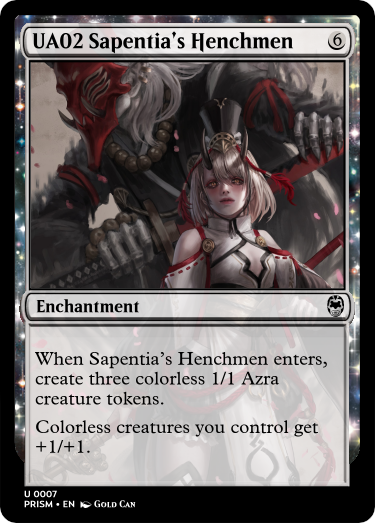 UA02 Sapentia's Henchmen 6
Enchantment
When Sapentia's Henchmen enters,
create three colorless 1/1 Azra
creature tokens.
Colorless creatures you control get
+1/+1.
U 0007
PRISM • EN Gold Can